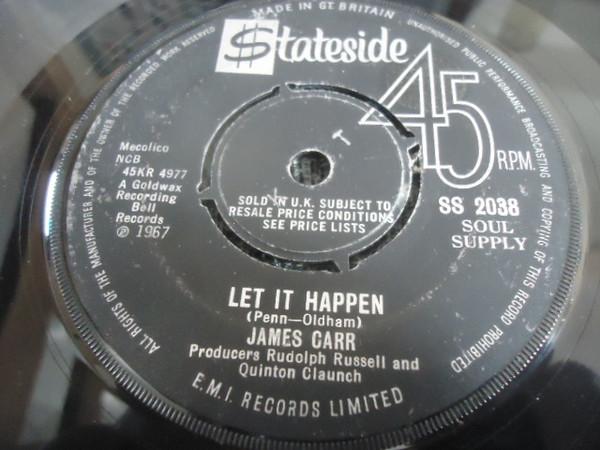 MADE IN GT. BRITAIN
UNAUTHORISED PUBLIC PERFORMANCE BROADCASTING AND COPYING OF THIS RECORD PROHIBITED
ALL RIGHTS OF THE MANUFACTURER AND OF THE OWNER OF THE RECORDED WORK RESERVED
$tateside
45
R.P.M.
Mecolico
NCB
45KR 4977
A Goldwax
Recording
Bell
Records
℗ 1967
T
SOLD IN U.K. SUBJECT TO
RESALE PRICE CONDITIONS
SEE PRICE LISTS
SS 2038
SOUL
SUPPLY
LET IT HAPPEN
(Penn—Oldham)
JAMES CARR
Producers Rudolph Russell and
Quinton Claunch
E.M.I. RECORDS LIMITED